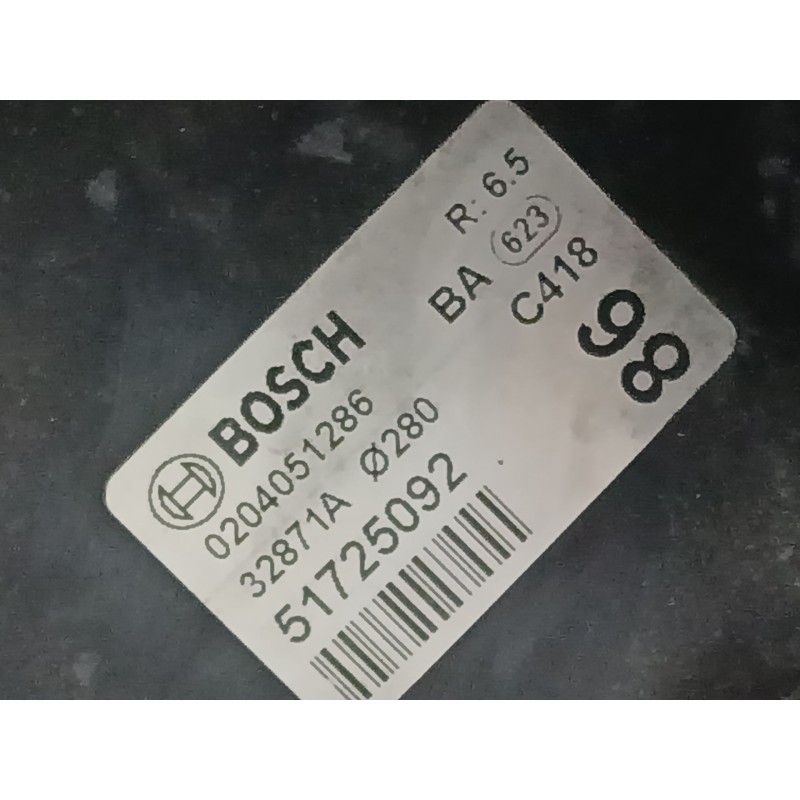 BOSCH
0204051286
32871A Ø280
51725092
R: 6.5
BA 623
C418
98